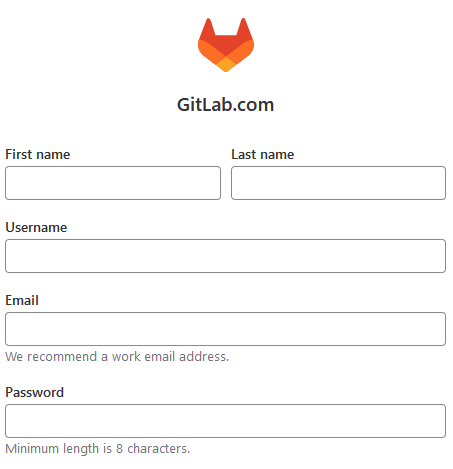 GitLab.com
First name Last name
Username
Email
We recommend a work email address.
Password
Minimum length is 8 characters.